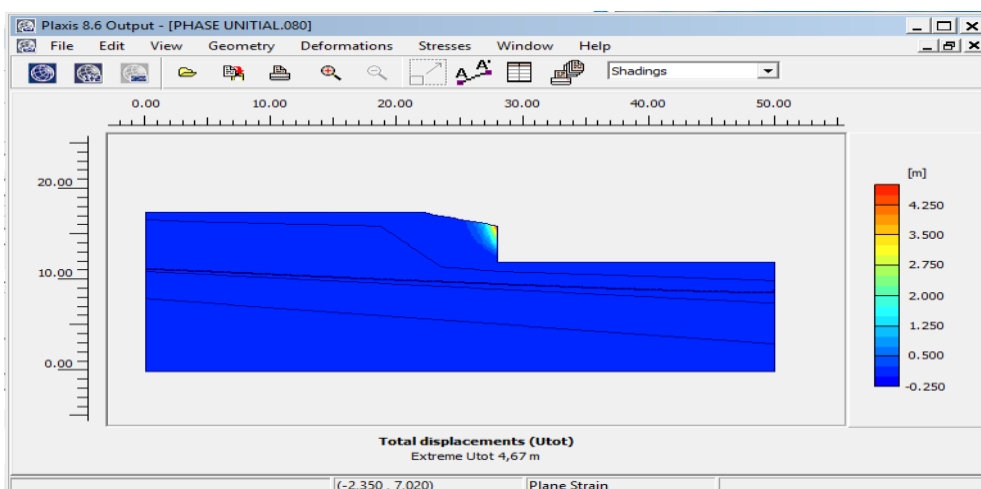 Plaxis 8.6 Output - [PHASE UNITIAL.080]
File Edit View Geometry Deformations Stresses Window Help
A A* Shadings
0.00 10.00 20.00 30.00 40.00 50.00
20.00
10.00
0.00
[m]
4.250
3.500
2.750
2.000
1.250
0.500
-0.250
Total displacements (Utot)
Extreme Utot 4,67 m
(-2.350 , 7.020) Plane Strain